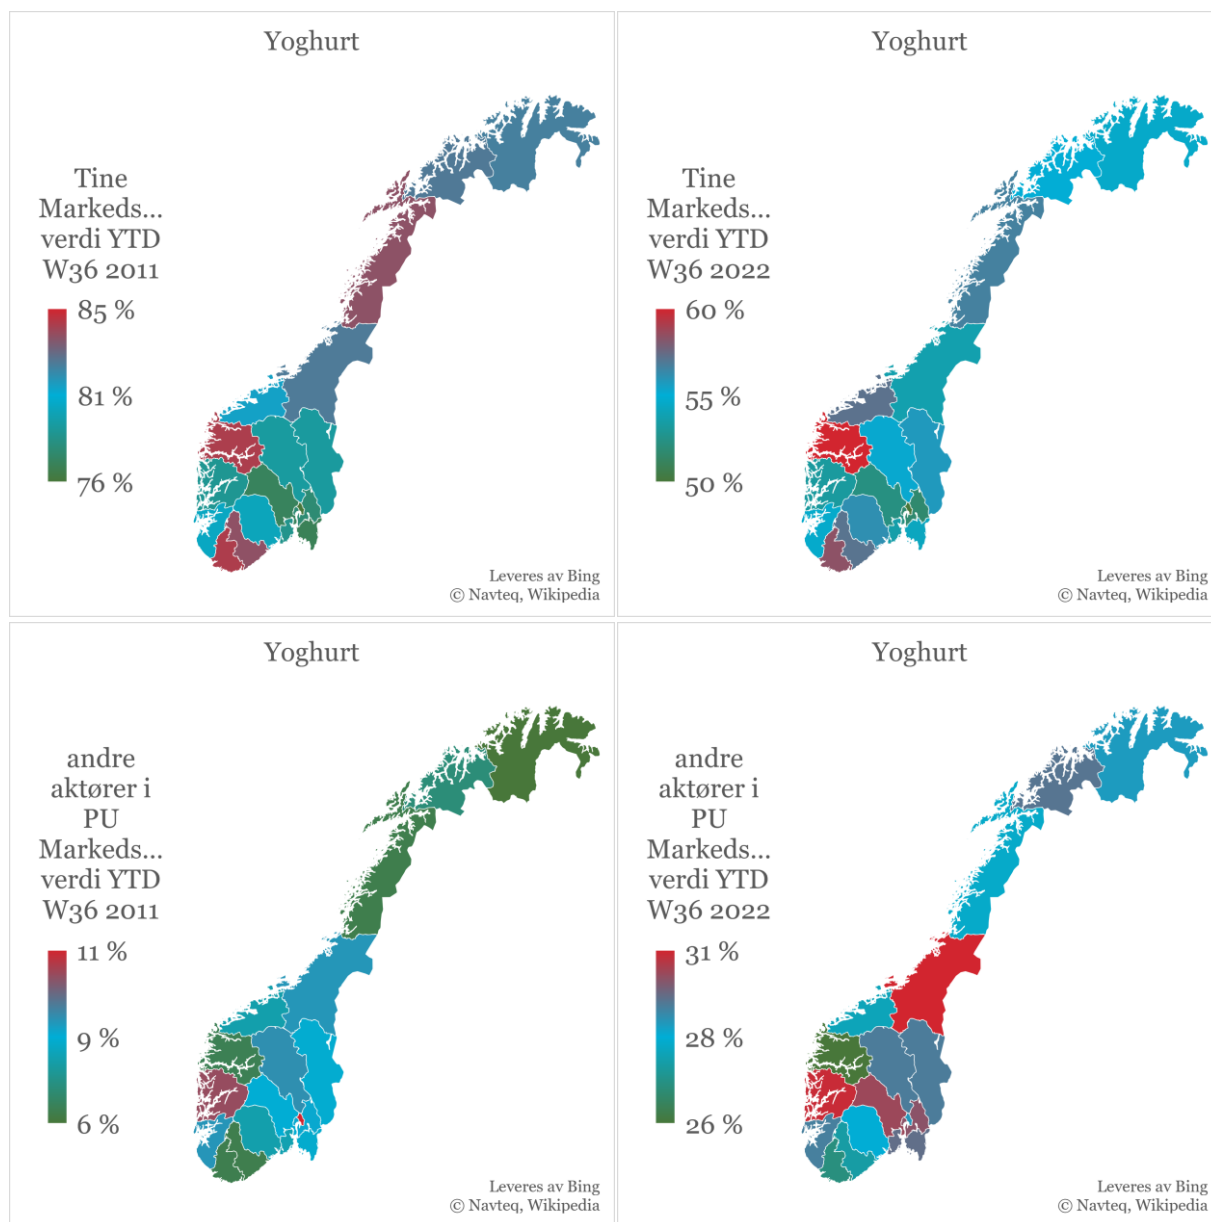 Yoghurt
Tine
Markeds...
verdi YTD
W36 2011
85 %
81 %
76 %
Leveres av Bing
© Navteq, Wikipedia
Yoghurt
Tine
Markeds...
verdi YTD
W36 2022
60 %
55 %
50 %
Leveres av Bing
© Navteq, Wikipedia
Yoghurt
andre
aktører i
PU
Markeds...
verdi YTD
W36 2011
11 %
9 %
6 %
Leveres av Bing
© Navteq, Wikipedia
Yoghurt
andre
aktører i
PU
Markeds...
verdi YTD
W36 2022
31 %
28 %
26 %
Leveres av Bing
© Navteq, Wikipedia